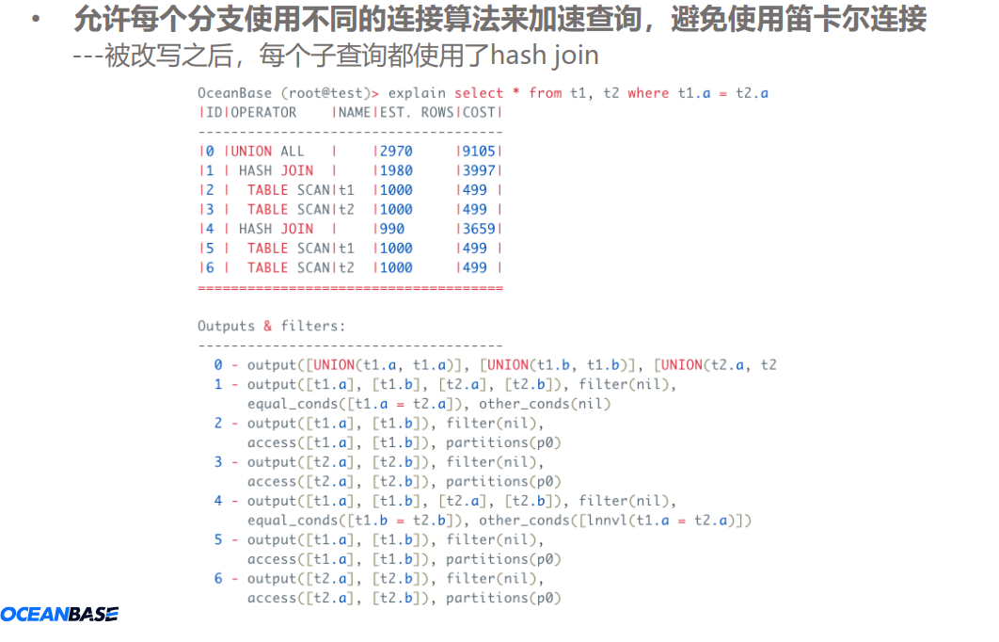 • 允许每个分支使用不同的连接算法来加速查询，避免使用笛卡尔连接
---被改写之后，每个子查询都使用了hash join
OceanBase (root@test)> explain select * from t1, t2 where t1.a = t2.a
|ID|OPERATOR    |NAME|EST. ROWS|COST|
-------------------------------------
|0 |UNION ALL   |    |2970     |9105|
|1 | HASH JOIN  |    |1980     |3997|
|2 |  TABLE SCAN|t1  |1000     |499 |
|3 |  TABLE SCAN|t2  |1000     |499 |
|4 | HASH JOIN  |    |990      |3659|
|5 |  TABLE SCAN|t1  |1000     |499 |
|6 |  TABLE SCAN|t2  |1000     |499 |
=====================================
Outputs & filters:
-------------------------------------
0 - output([UNION(t1.a, t1.a)], [UNION(t1.b, t1.b)], [UNION(t2.a, t2
1 - output([t1.a], [t1.b], [t2.a], [t2.b]), filter(nil),
equal_conds([t1.a = t2.a]), other_conds(nil)
2 - output([t1.a], [t1.b]), filter(nil),
access([t1.a], [t1.b]), partitions(p0)
3 - output([t2.a], [t2.b]), filter(nil),
access([t2.a], [t2.b]), partitions(p0)
4 - output([t1.a], [t1.b], [t2.a], [t2.b]), filter(nil),
equal_conds([t1.b = t2.b]), other_conds([lnnvl(t1.a = t2.a)])
5 - output([t1.a], [t1.b]), filter(nil),
access([t1.a], [t1.b]), partitions(p0)
6 - output([t2.a], [t2.b]), filter(nil),
access([t2.a], [t2.b]), partitions(p0)
OCEANBASE